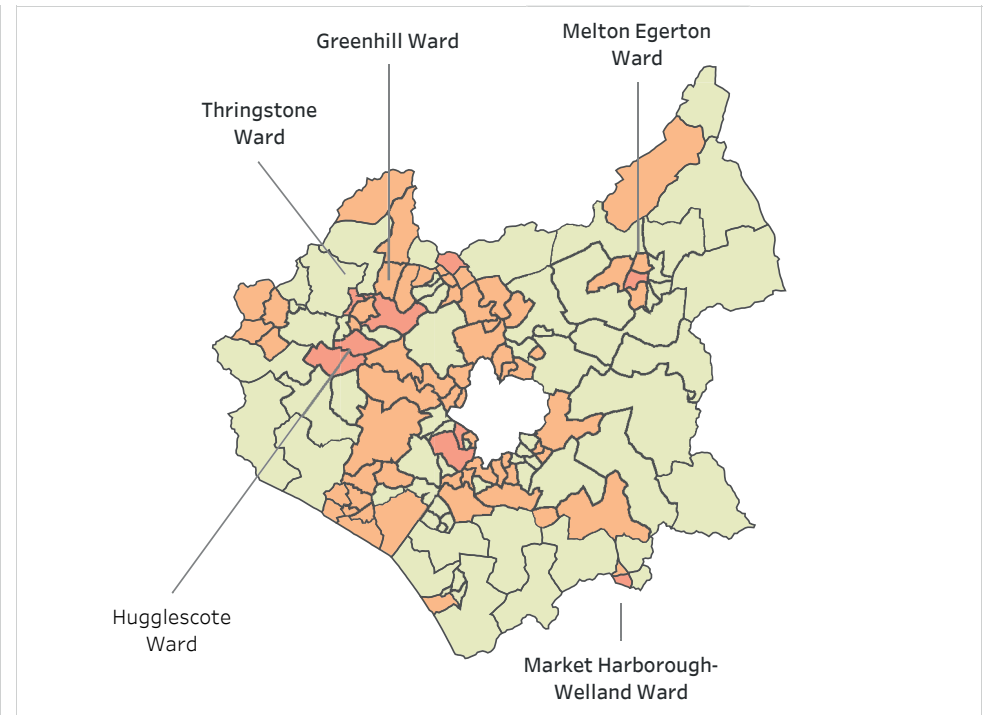 Melton Egerton
Ward
Greenhill Ward
Thringstone
Ward
Hugglescote
Ward
Market Harborough-
Welland Ward